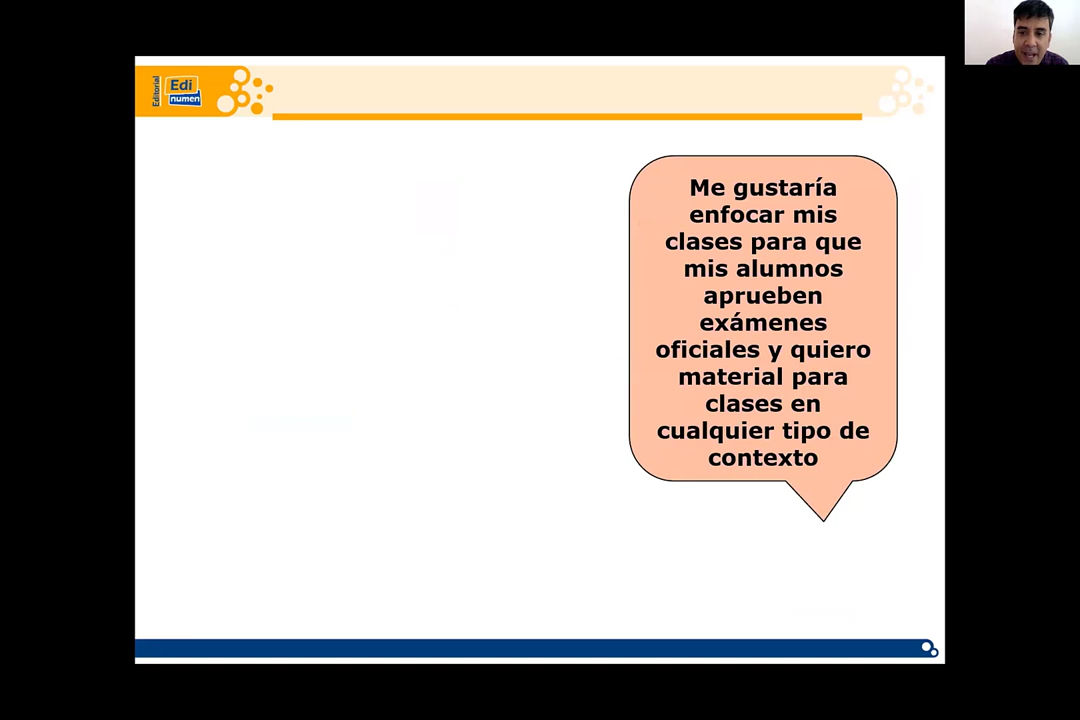 Editorial
Edi
numen
Me gustaría
enfocar mis
clases para que
mis alumnos
aprueben
exámenes
oficiales y quiero
material para
clases en
cualquier tipo de
contexto